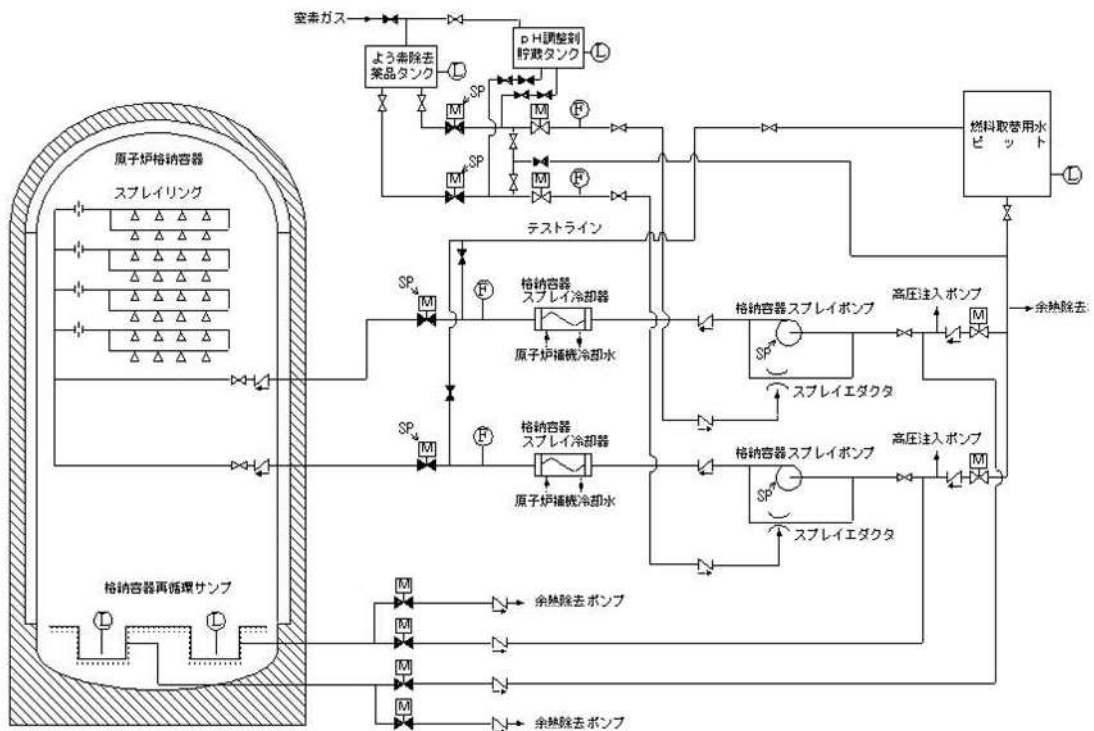 窒素ガス
pH調整剤
貯蔵タンク
L
よう素除去
薬品タンク
L
SP
M
M
F
燃料取替用水
ピット
L
原子炉格納容器
SP
M
M
F
スプレイリング
テストライン
SP
M
F
格納容器
スプレイ冷却器
原子炉補機冷却水
格納容器スプレイポンプ
SP
スプレイエダクタ
高圧注入ポンプ
M
余熱除去
SP
M
F
格納容器
スプレイ冷却器
原子炉補機冷却水
格納容器スプレイポンプ
SP
スプレイエダクタ
高圧注入ポンプ
M
格納容器再循環サンプ
L
L
M
余熱除去ポンプ
M
M
M
余熱除去ポンプ